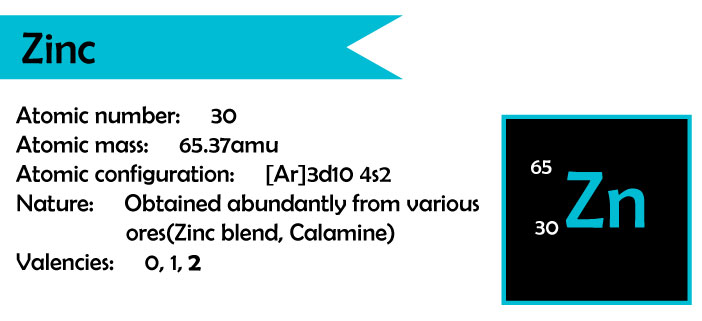 Zinc
Atomic number: 30
Atomic mass: 65.37amu
Atomic configuration: [Ar]3d10 4s2
Nature: Obtained abundantly from various
ores(Zinc blend, Calamine)
Valencies: 0, 1, 2
65
Zn
30